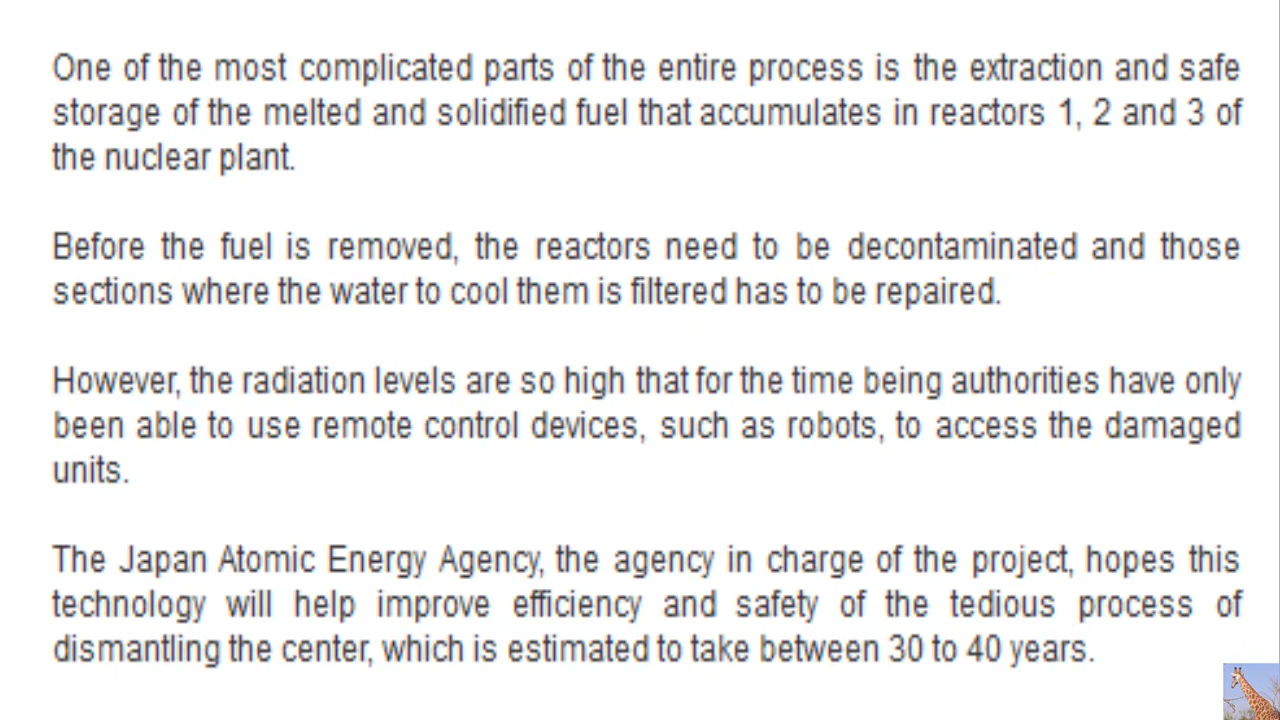 One of the most complicated parts of the entire process is the extraction and safe
storage of the melted and solidified fuel that accumulates in reactors 1, 2 and 3 of
the nuclear plant.
Before the fuel is removed, the reactors need to be decontaminated and those
sections where the water to cool them is filtered has to be repaired.
However, the radiation levels are so high that for the time being authorities have only
been able to use remote control devices, such as robots, to access the damaged
units.
The Japan Atomic Energy Agency, the agency in charge of the project, hopes this
technology will help improve efficiency and safety of the tedious process of
dismantling the center, which is estimated to take between 30 to 40 years.